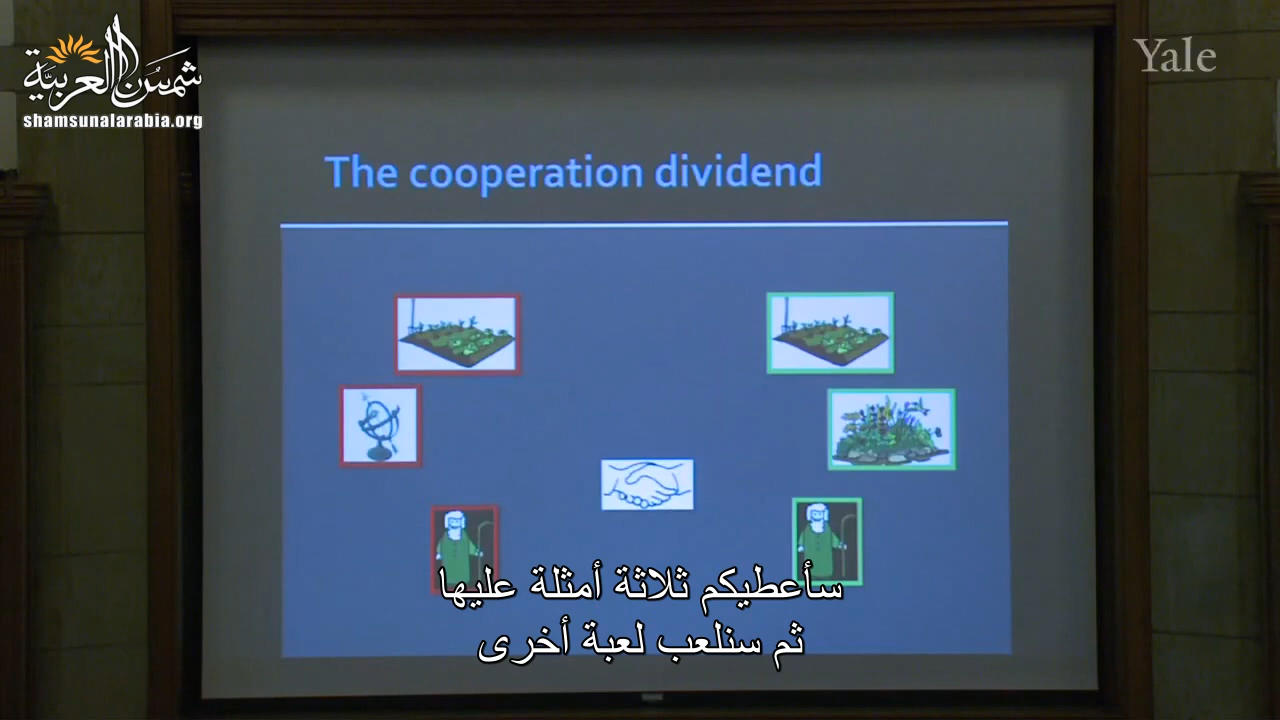 شمس العربية
shamsunalarabia.org
Yale
The cooperation dividend
سأعطيكم ثلاثة أمثلة عليها
ثم سنلعب لعبة أخرى